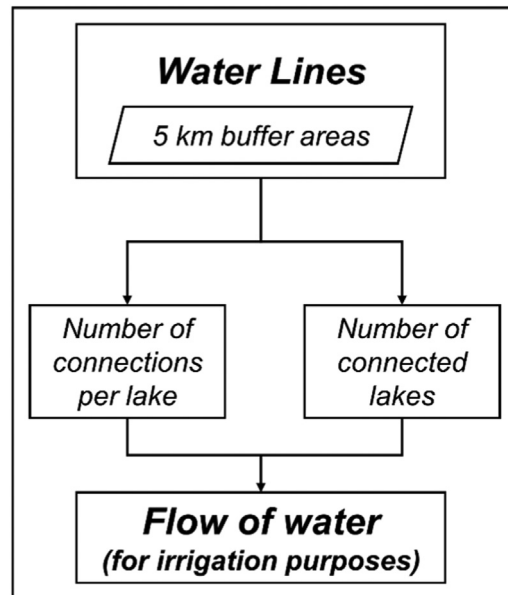 Water Lines
5 km buffer areas
Number of
connections
per lake
Number of
connected
lakes
Flow of water
(for irrigation purposes)